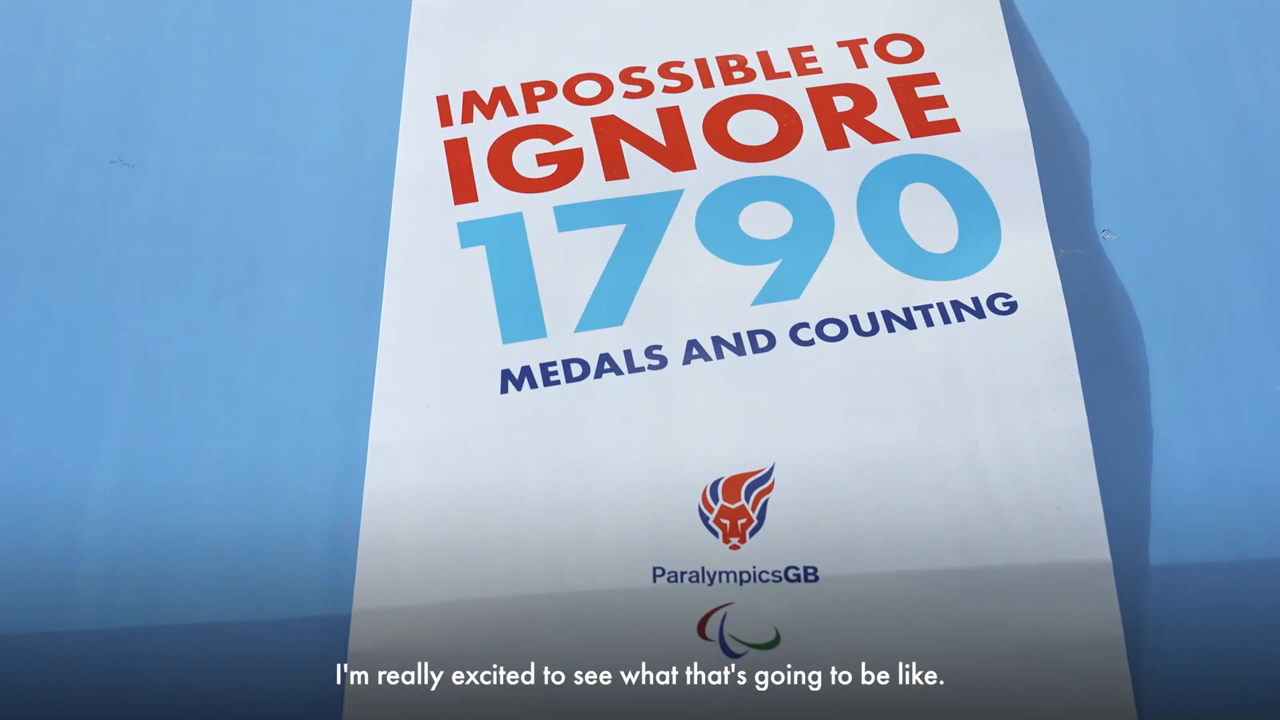 IMPOSSIBLE TO
IGNORE
1790
MEDALS AND COUNTING
ParalympicsGB
I'm really excited to see what that's going to be like.